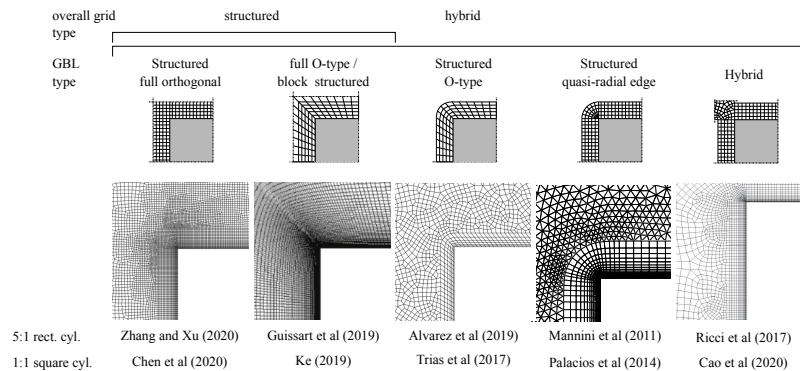 overall grid type structured hybrid
GBL type
Structured full orthogonal
full O-type / block structured
Structured O-type
Structured quasi-radial edge
Hybrid
5:1 rect. cyl. Zhang and Xu (2020) Guissart et al (2019) Alvarez et al (2019) Mannini et al (2011) Ricci et al (2017)
1:1 square cyl. Chen et al (2020) Ke (2019) Trias et al (2017) Palacios et al (2014) Cao et al (2020)